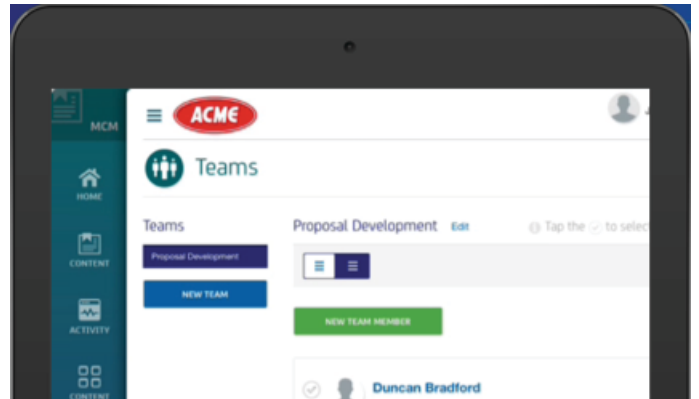 MCM
ACME
Teams
HOME
Teams
Proposal Development Edit
Tap the to select
Proposal Development
CONTENT
NEW TEAM
NEW TEAM MEMBER
ACTIVITY
Duncan Bradford
CONTENT